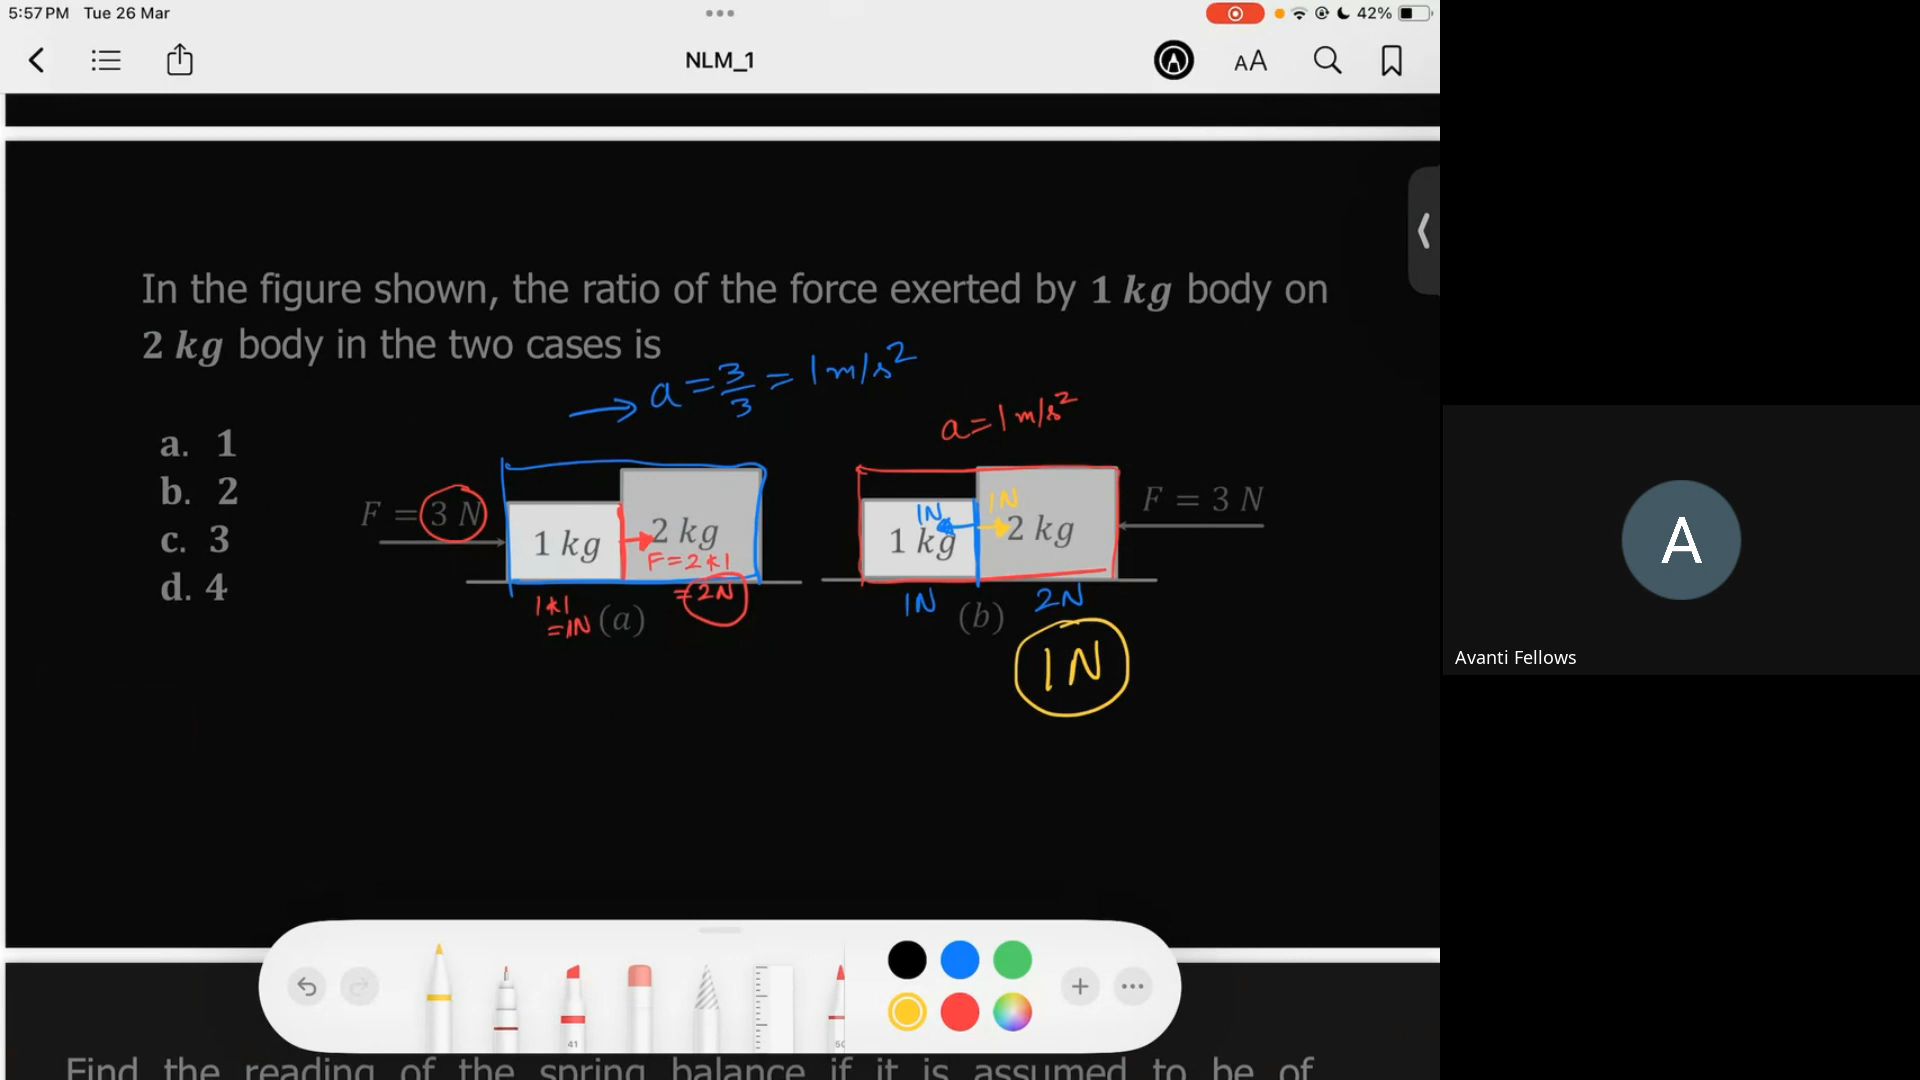 5:57 PM Tue 26 Mar
42%
NLM_1
AA
In the figure shown, the ratio of the force exerted by 1 kg body on
2 kg body in the two cases is
a = 3/3 = 1 m/s²
a = 1 m/s²
a. 1
b. 2
c. 3
d. 4
F = 3 N
1 kg
2 kg
F = 2*1
= 2N
1*1
= 1N
(a)
1N
1N
1 kg
2 kg
F = 3 N
1N
2N
(b)
1N
A
Avanti Fellows
41
Find the reading of the spring balance if it is assumed to be of